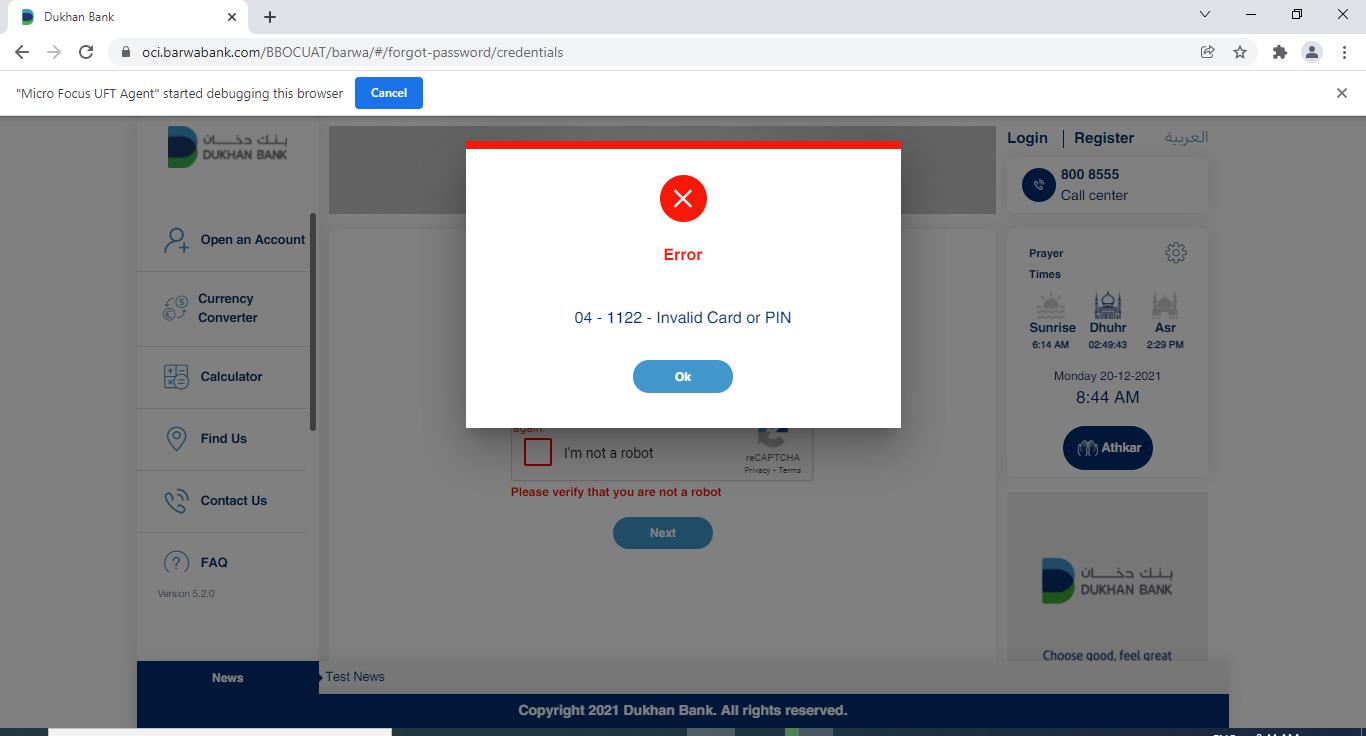 Dukhan Bank
oci.barwabank.com/BBOCUAT/barwa/#/forgot-password/credentials
"Micro Focus UFT Agent" started debugging this browser
Cancel
بنك دخان
DUKHAN BANK
Open an Account
Currency
Converter
Calculator
Find Us
Contact Us
FAQ
Version 5.2.0
Error
04 - 1122 - Invalid Card or PIN
Ok
again.
I'm not a robot
reCAPTCHA
Privacy - Terms
Please verify that you are not a robot
Next
Login
Register
العربية
800 8555
Call center
Prayer
Times
Sunrise Dhuhr Asr
6:14 AM 02:49:43 2:29 PM
Monday 20-12-2021
8:44 AM
Athkar
بنك دخان
DUKHAN BANK
Choose good, feel great
News
Test News
Copyright 2021 Dukhan Bank. All rights reserved.